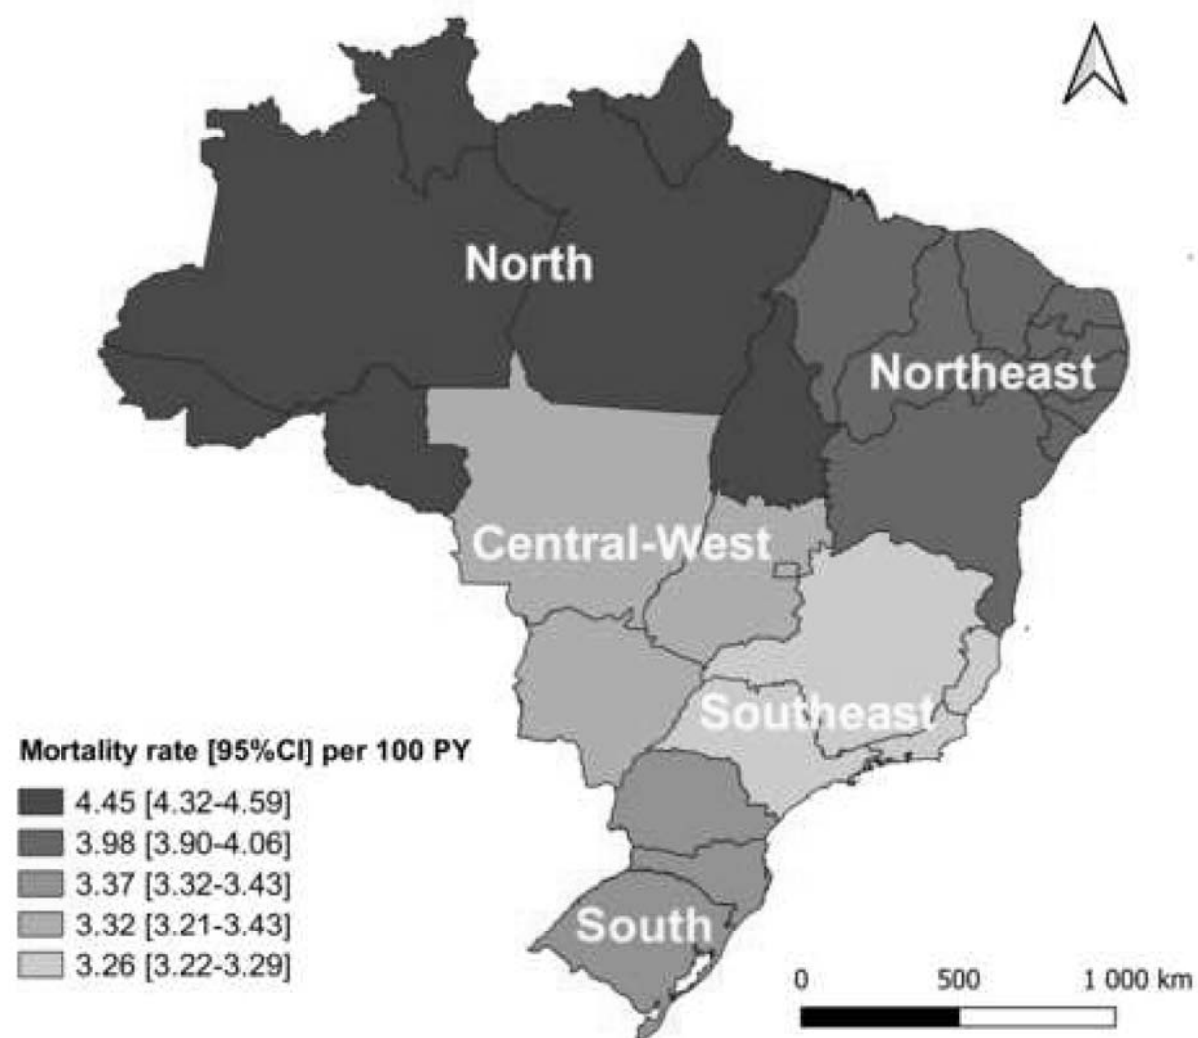 North
Northeast
Central-West
Southeast
South
Mortality rate [95%CI] per 100 PY
4.45 [4.32-4.59]
3.98 [3.90-4.06]
3.37 [3.32-3.43]
3.32 [3.21-3.43]
3.26 [3.22-3.29]
0 500 1 000 km